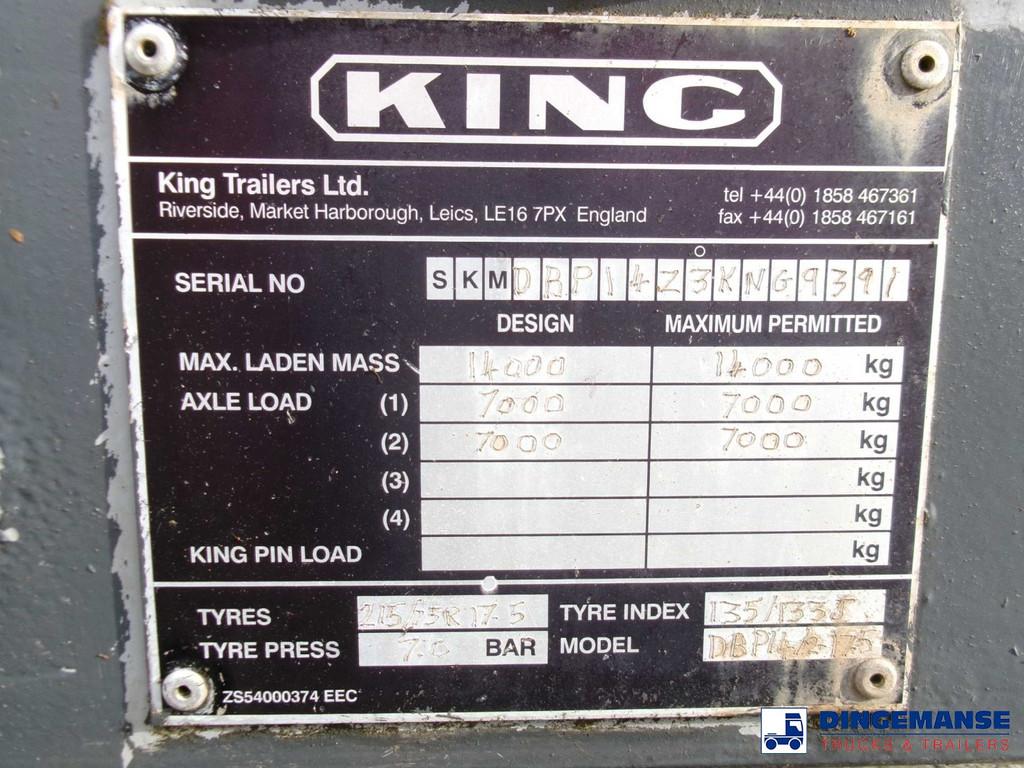 KING
King Trailers Ltd.
Riverside, Market Harborough, Leics, LE16 7PX England
tel +44(0) 1858 467361
fax +44(0) 1858 467161
SERIAL NO SKMDBP14Z3KNG9391
DESIGN MAXIMUM PERMITTED
MAX. LADEN MASS 14000 14000 kg
AXLE LOAD (1) 7000 7000 kg
(2) 7000 7000 kg
(3) kg
(4) kg
KING PIN LOAD kg
TYRES 215/75R 17.5 TYRE INDEX 135/133J
TYRE PRESS 7.0 BAR MODEL DBP14/2175
ZS54000374 EEC
DINGEMANSE
TRUCKS & TRAILERS